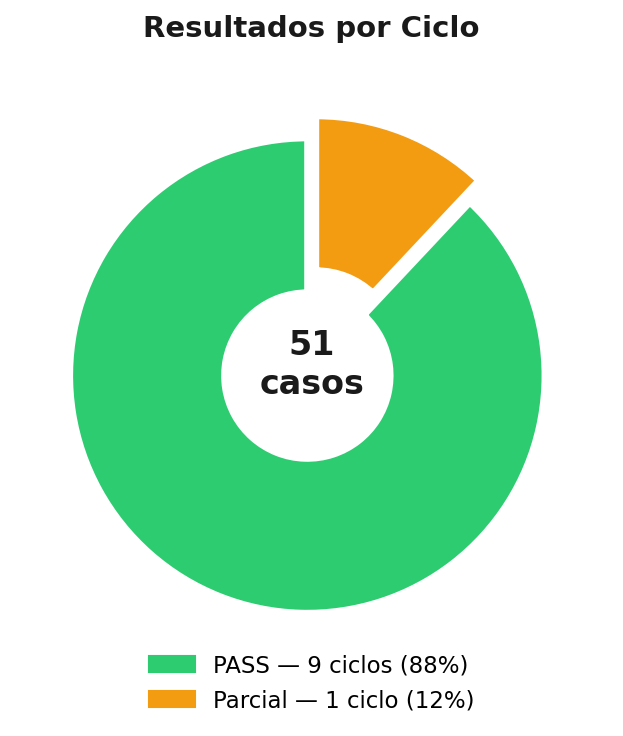 Resultados por Ciclo
51
casos
PASS — 9 ciclos (88%)
Parcial — 1 ciclo (12%)